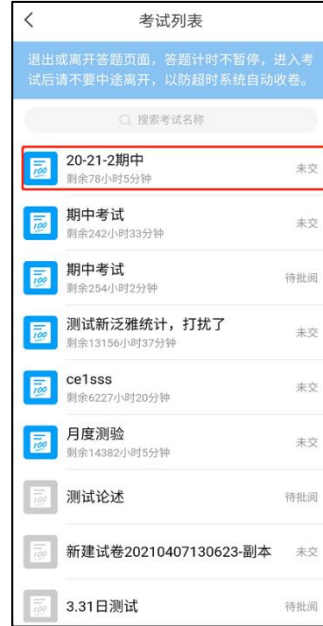 考试列表
退出或离开答题页面，答题计时不暂停，进入考
试后请不要中途离开，以防超时系统自动收卷。
搜索考试名称
20-21-2期中
剩余78小时5分钟
未交
期中考试
剩余242小时33分钟
未交
期中考试
剩余254小时2分钟
待批阅
测试新泛雅统计，打扰了
剩余13156小时37分钟
未交
ce1sss
剩余6227小时20分钟
未交
月度测验
剩余14382小时5分钟
未交
测试论述
待批阅
新建试卷20210407130623-副本
未交
3.31日测试
待批阅